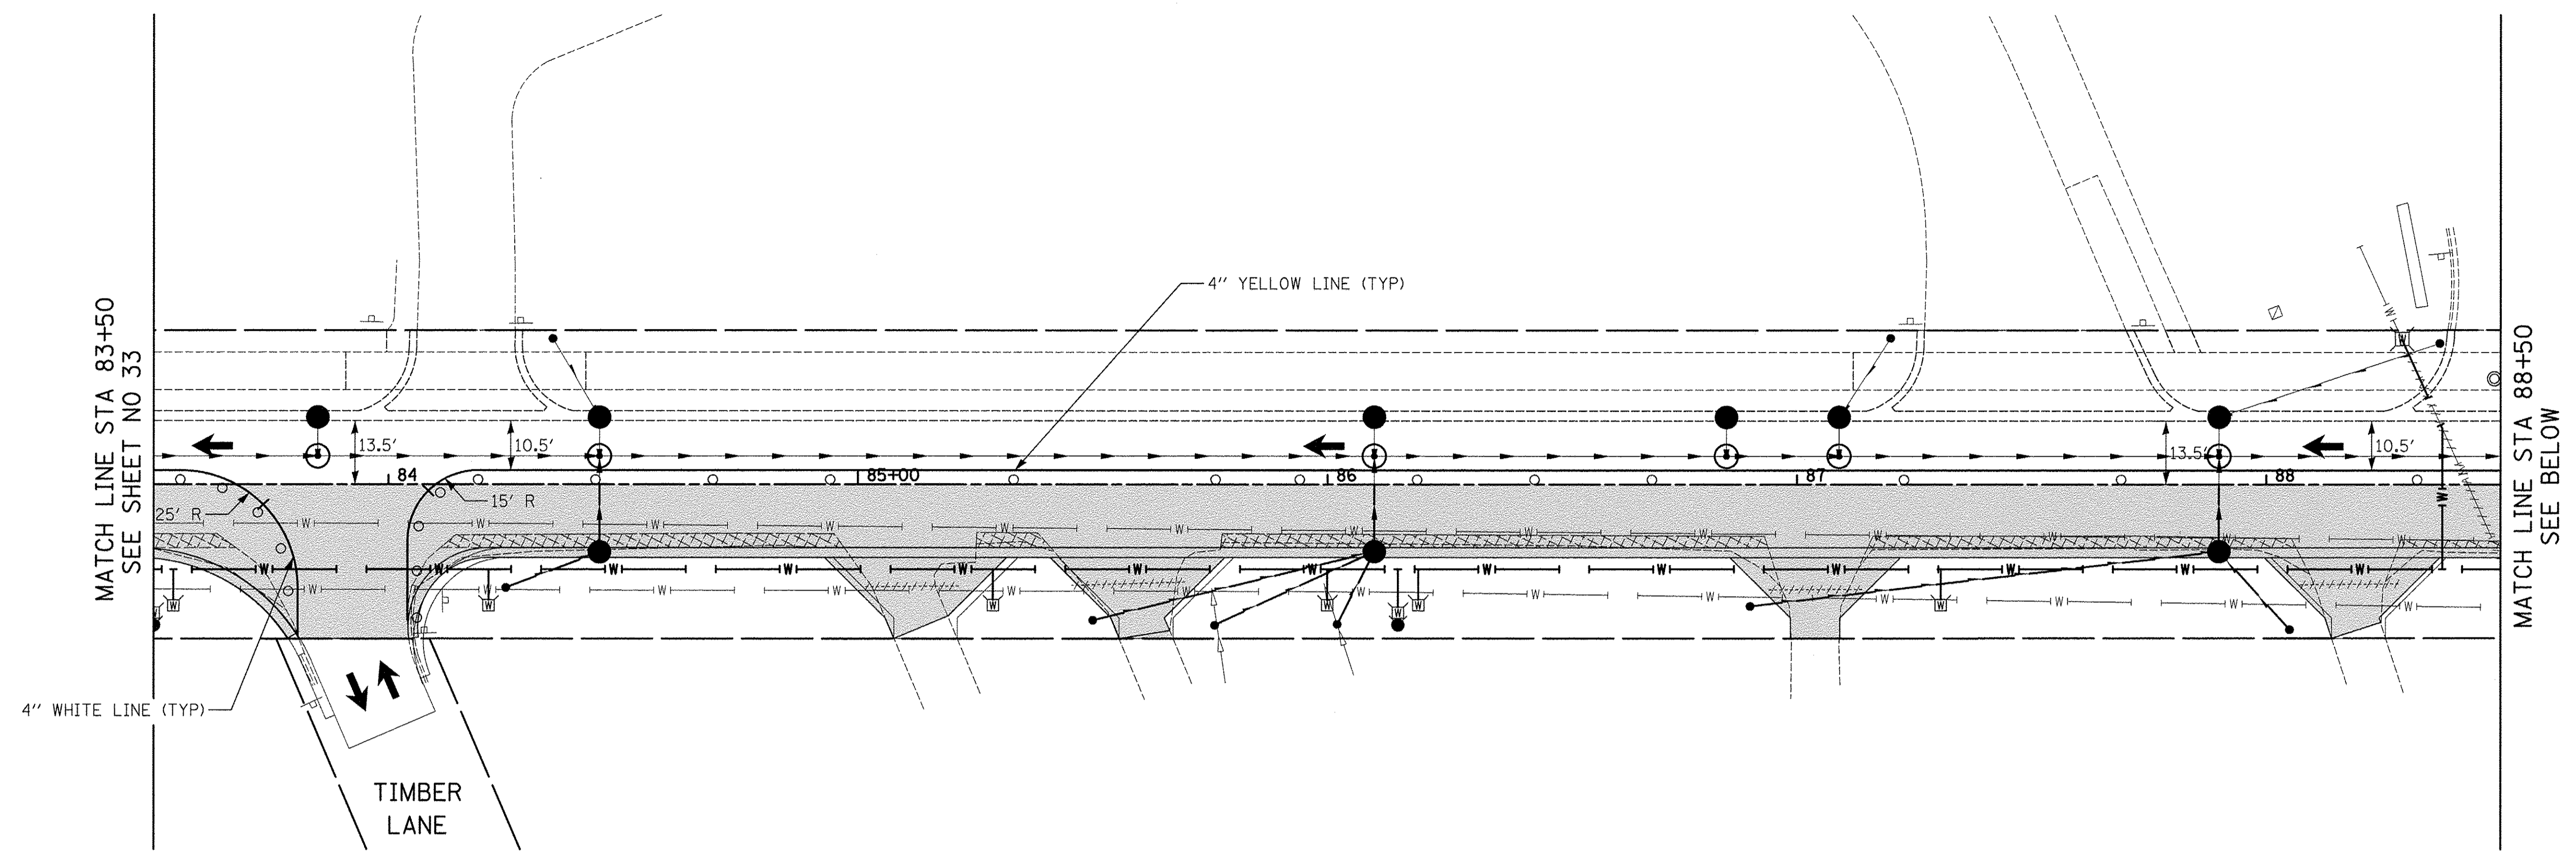 MATCH LINE STA 83+50
SEE SHEET NO 33
4" YELLOW LINE (TYP)
13.5'
10.5'
13.5'
10.5'
84
85+00
86
87
88
25' R
15' R
W W W W W W W W W W W W W
W W W W W W W W W W W W W
W W W W W W W W W W W W
4" WHITE LINE (TYP)
TIMBER
LANE
MATCH LINE STA 88+50
SEE BELOW